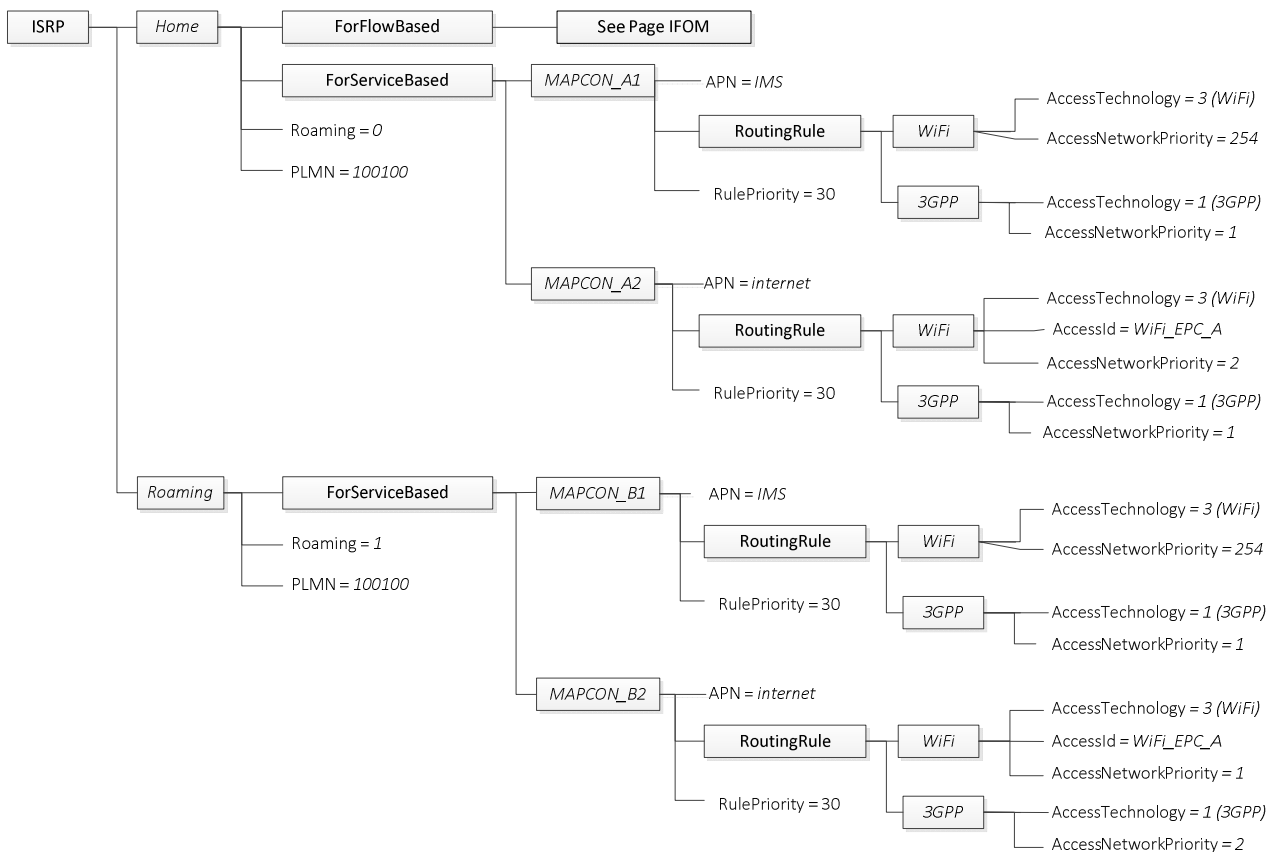 ISRP
Home
ForFlowBased
See Page IFOM
ForServiceBased
MAPCON_A1
APN = IMS
RoutingRule
WiFi
AccessTechnology = 3 (WiFi)
AccessNetworkPriority = 254
Roaming = 0
PLMN = 100100
RulePriority = 30
3GPP
AccessTechnology = 1 (3GPP)
AccessNetworkPriority = 1
MAPCON_A2
APN = internet
RoutingRule
WiFi
AccessTechnology = 3 (WiFi)
AccessId = WiFi_EPC_A
AccessNetworkPriority = 2
RulePriority = 30
3GPP
AccessTechnology = 1 (3GPP)
AccessNetworkPriority = 1
Roaming
ForServiceBased
MAPCON_B1
APN = IMS
RoutingRule
WiFi
AccessTechnology = 3 (WiFi)
AccessNetworkPriority = 254
Roaming = 1
PLMN = 100100
RulePriority = 30
3GPP
AccessTechnology = 1 (3GPP)
AccessNetworkPriority = 1
MAPCON_B2
APN = internet
RoutingRule
WiFi
AccessTechnology = 3 (WiFi)
AccessId = WiFi_EPC_A
AccessNetworkPriority = 1
RulePriority = 30
3GPP
AccessTechnology = 1 (3GPP)
AccessNetworkPriority = 2